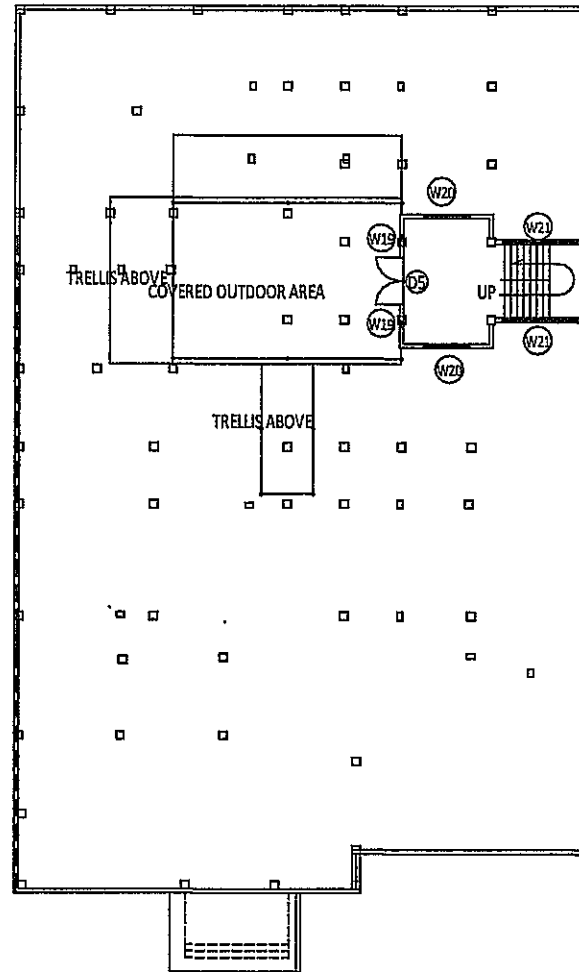 W20
W21
W19
TRELLIS ABOVE
COVERED OUTDOOR AREA
D5
UP
W19
W20
W21
TRELLIS ABOVE